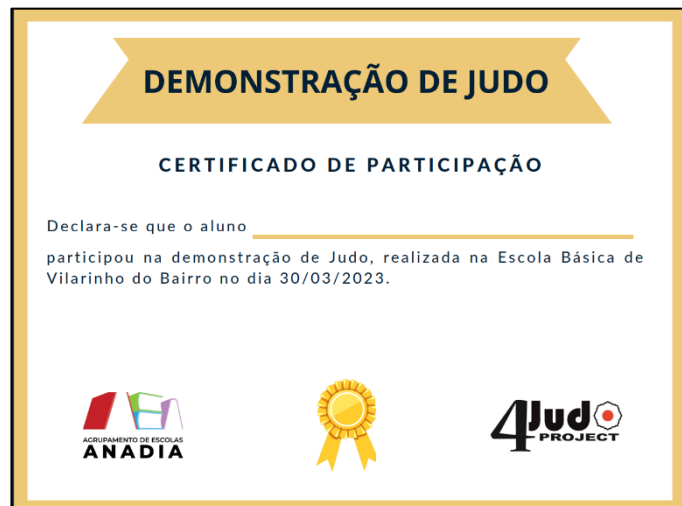 DEMONSTRAÇÃO DE JUDO
CERTIFICADO DE PARTICIPAÇÃO
Declara-se que o aluno
participou na demonstração de Judo, realizada na Escola Básica de
Vilarinho do Bairro no dia 30/03/2023.
AGRUPAMENTO DE ESCOLAS
ANADIA
4Judo
PROJECT